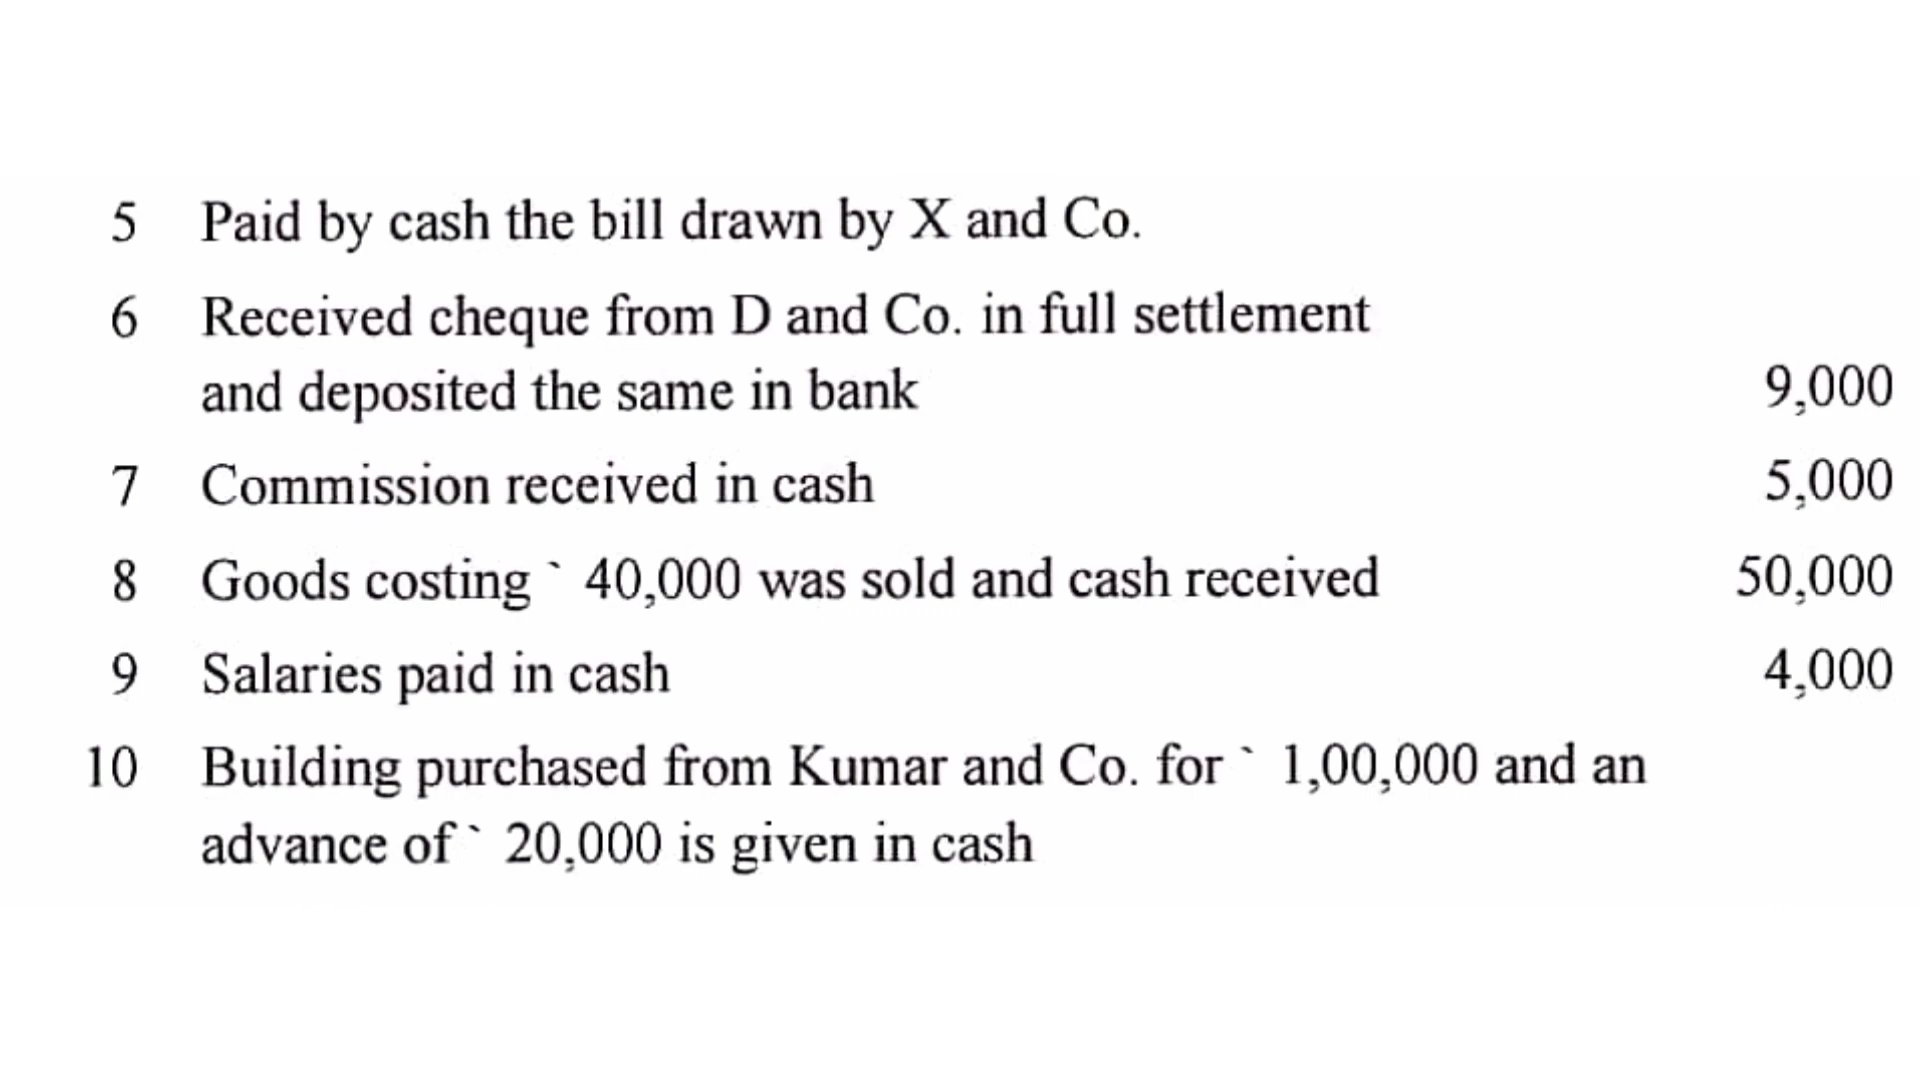 5 Paid by cash the bill drawn by X and Co.
6 Received cheque from D and Co. in full settlement
and deposited the same in bank 9,000
7 Commission received in cash 5,000
8 Goods costing ` 40,000 was sold and cash received 50,000
9 Salaries paid in cash 4,000
10 Building purchased from Kumar and Co. for ` 1,00,000 and an
advance of ` 20,000 is given in cash